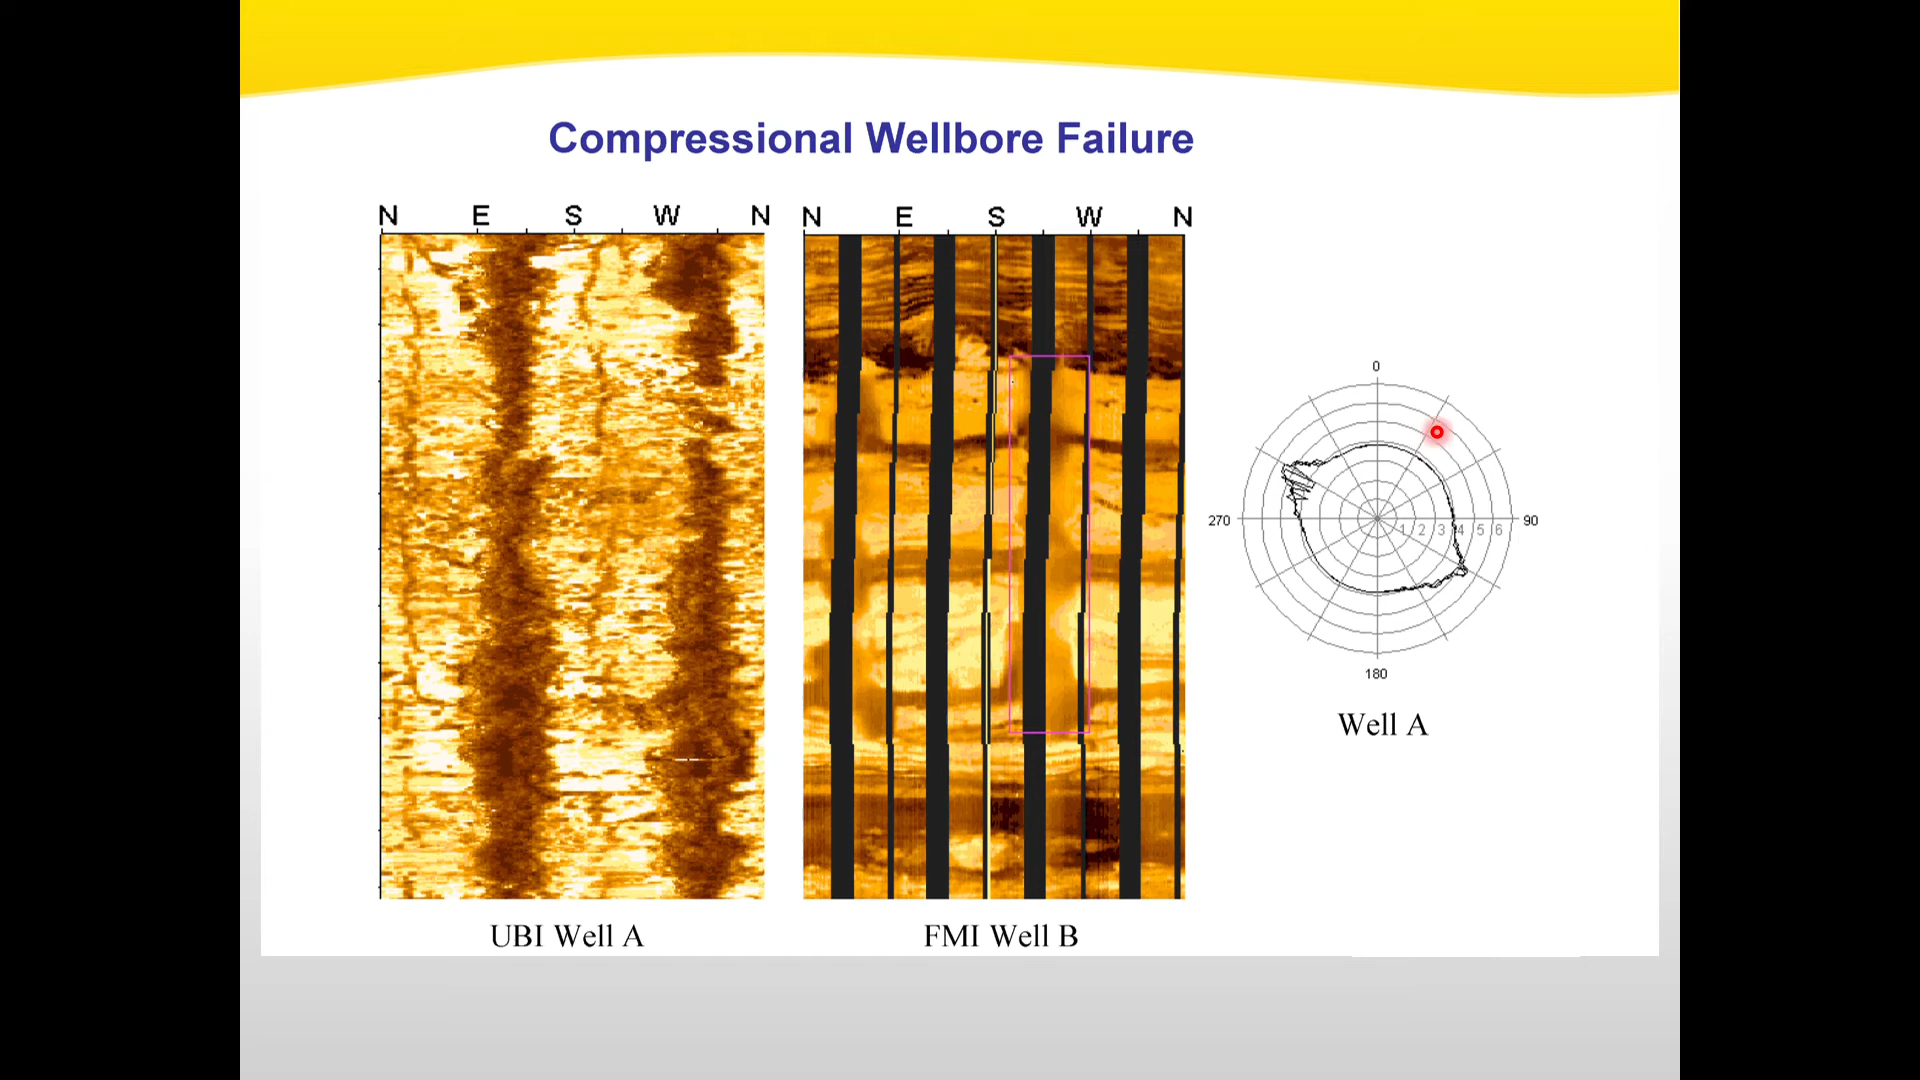 Compressional Wellbore Failure
N E S W N
N E S W N
0
270
1 2 3 4 5 6
90
180
Well A
UBI Well A
FMI Well B